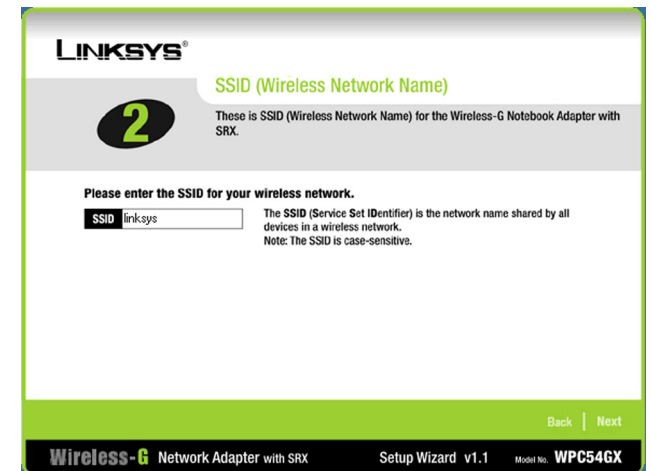 LINKSYS®
SSID (Wireless Network Name)
2
These is SSID (Wireless Network Name) for the Wireless-G Notebook Adapter with
SRX.
Please enter the SSID for your wireless network.
SSID linksys
The SSID (Service Set IDentifier) is the network name shared by all
devices in a wireless network.
Note: The SSID is case-sensitive.
Back | Next
Wireless-G Network Adapter with SRX Setup Wizard v1.1 Model No. WPC54GX